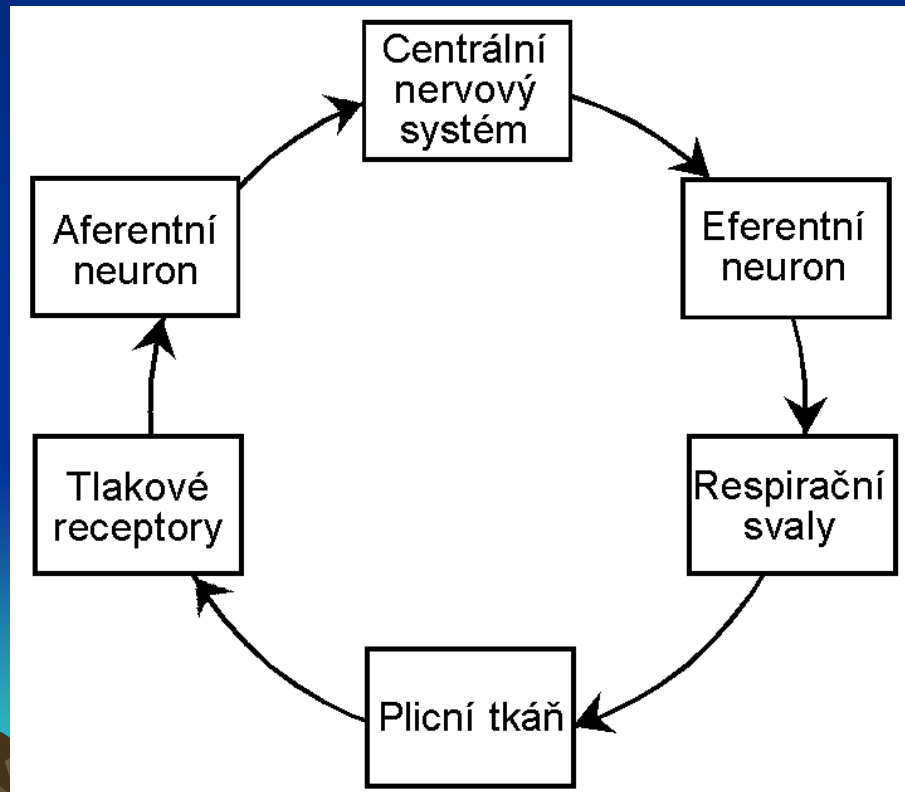 Centrální
nervový
systém
Eferentní
neuron
Respirační
svaly
Plicní tkáň
Tlakové
receptory
Aferentní
neuron